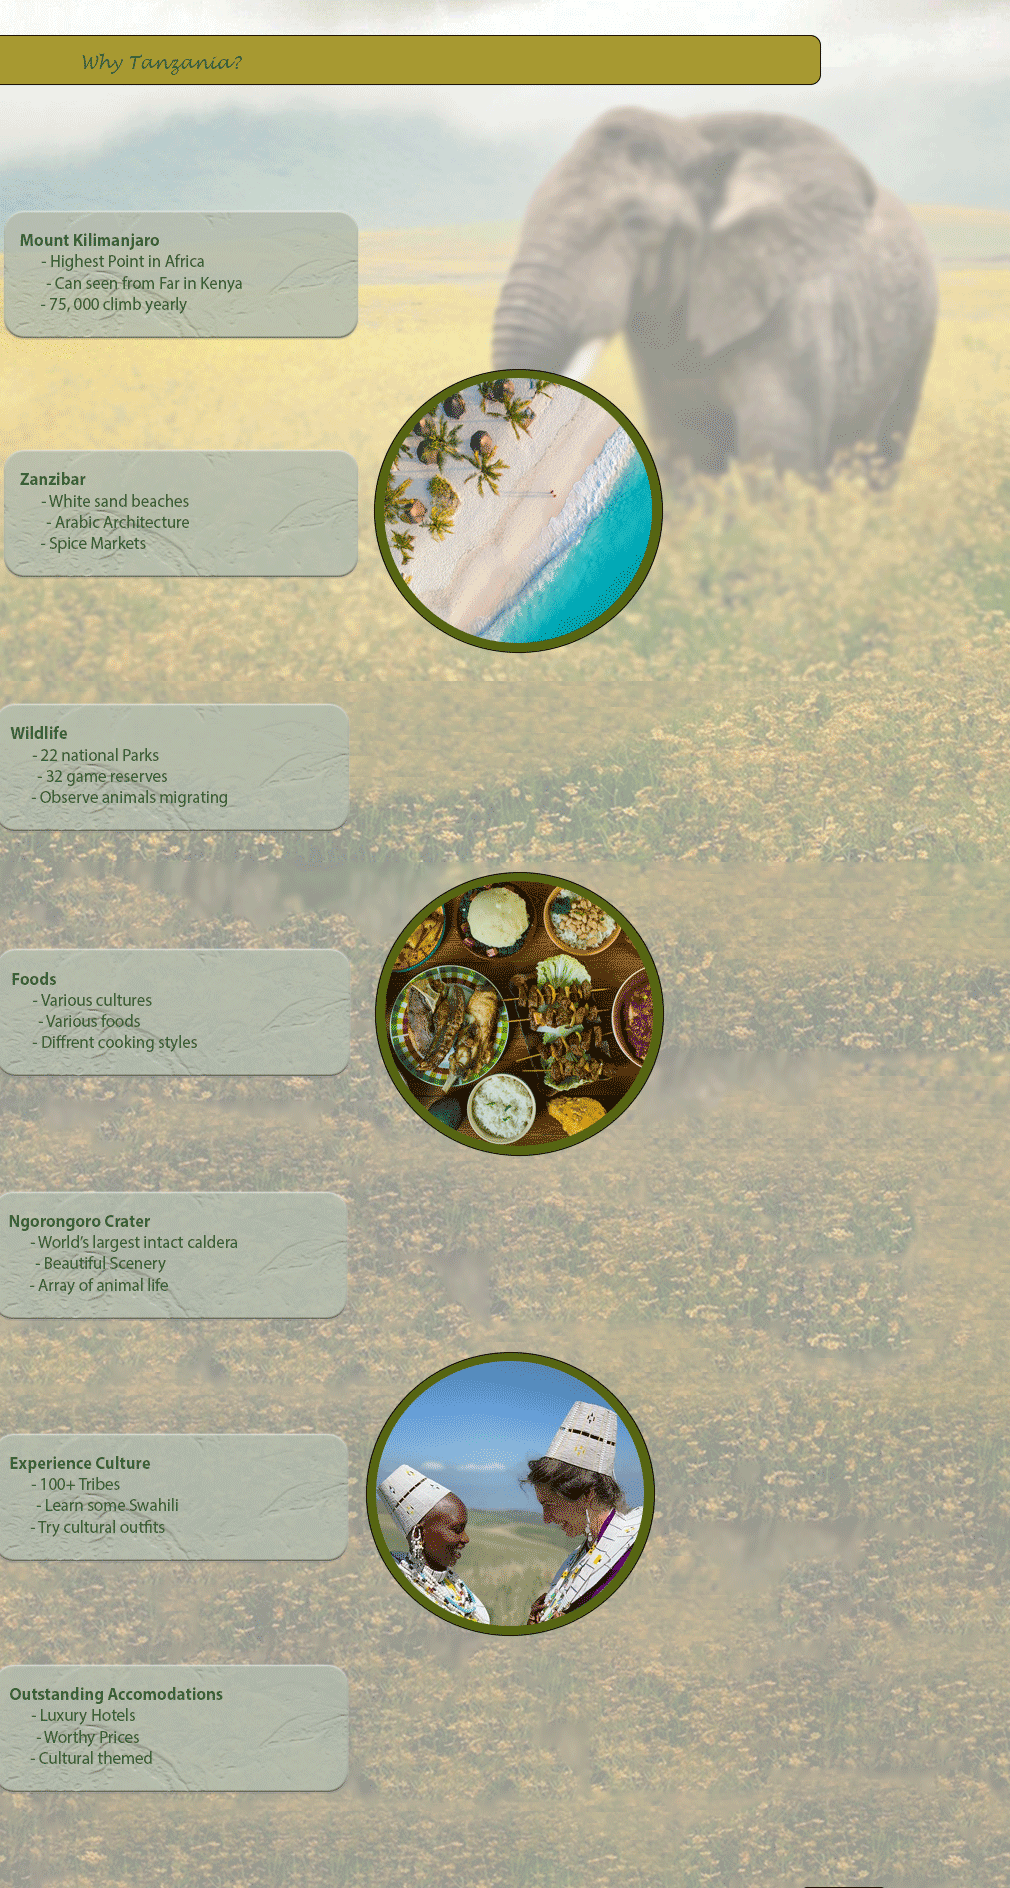 Why Tanzania?
Mount Kilimanjaro
- Highest Point in Africa
- Can seen from Far in Kenya
- 75, 000 climb yearly
Zanzibar
- White sand beaches
- Arabic Architecture
- Spice Markets
Wildlife
- 22 national Parks
- 32 game reserves
- Observe animals migrating
Foods
- Various cultures
- Various foods
- Diffrent cooking styles
Ngorongoro Crater
- World's largest intact caldera
- Beautiful Scenery
- Array of animal life
Experience Culture
- 100+ Tribes
- Learn some Swahili
- Try cultural outfits
Outstanding Accomodations
- Luxury Hotels
- Worthy Prices
- Cultural themed